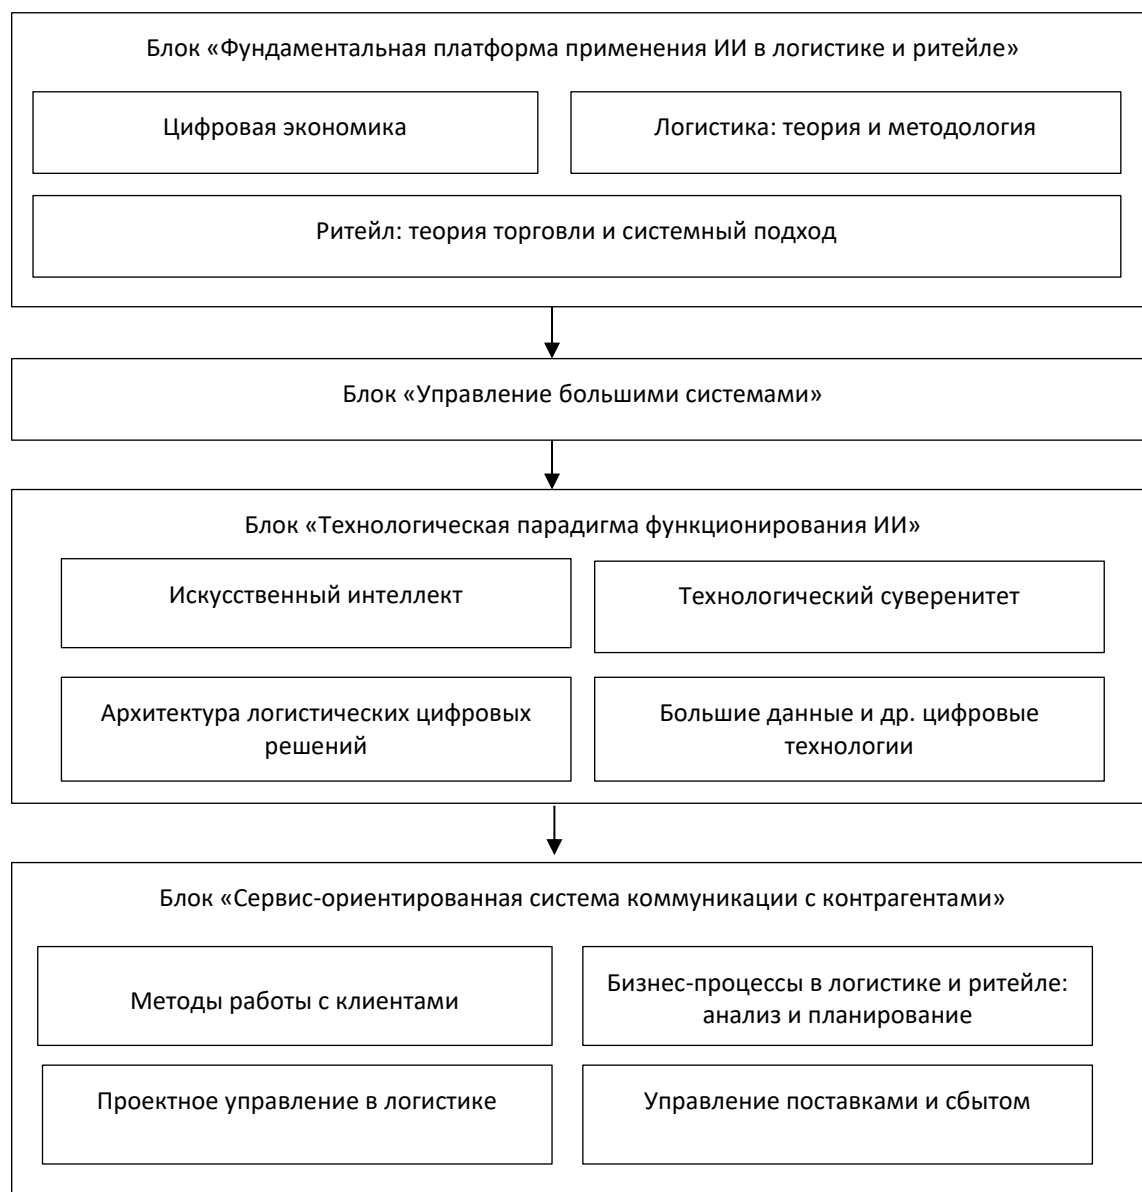 Блок «Фундаментальная платформа применения ИИ в логистике и ритейле»
Цифровая экономика
Логистика: теория и методология
Ритейл: теория торговли и системный подход
Блок «Управление большими системами»
Блок «Технологическая парадигма функционирования ИИ»
Искусственный интеллект
Технологический суверенитет
Архитектура логистических цифровых
решений
Большие данные и др. цифровые
технологии
Блок «Сервис-ориентированная система коммуникации с контрагентами»
Методы работы с клиентами
Бизнес-процессы в логистике и ритейле:
анализ и планирование
Проектное управление в логистике
Управление поставками и сбытом